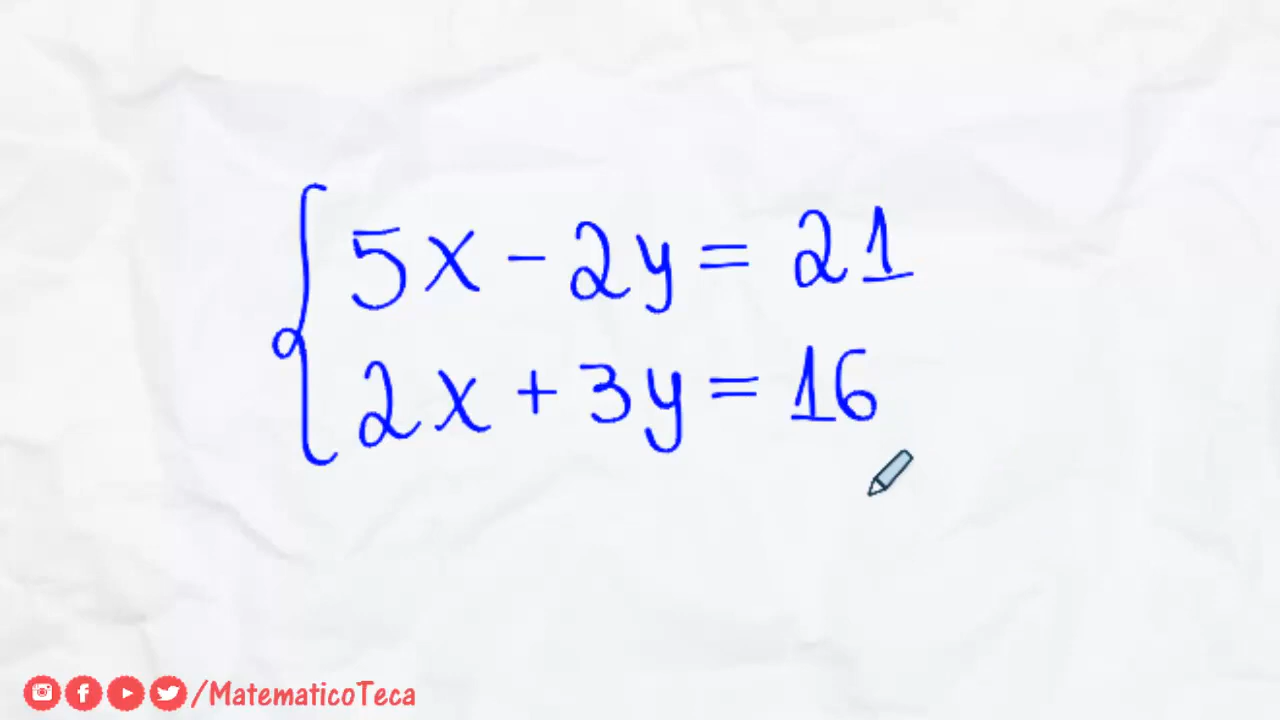 5x - 2y = 21
2x + 3y = 16
/MatematicoTeca